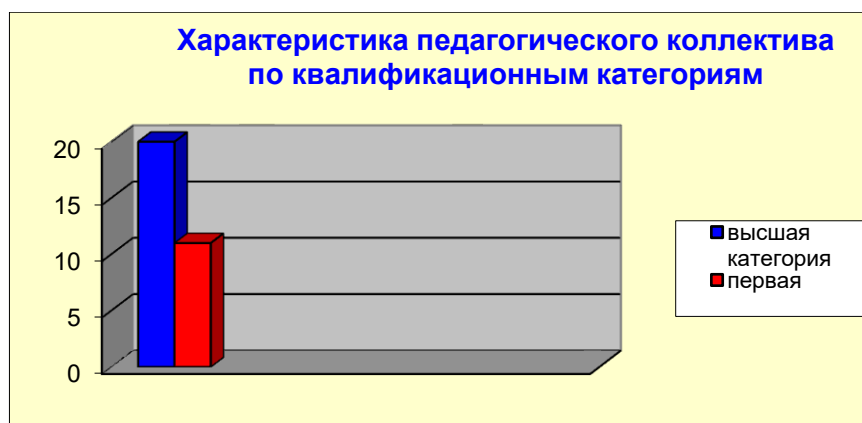 Характеристика педагогического коллектива
по квалификационным категориям
20
15
10
5
0
высшая
категория
первая